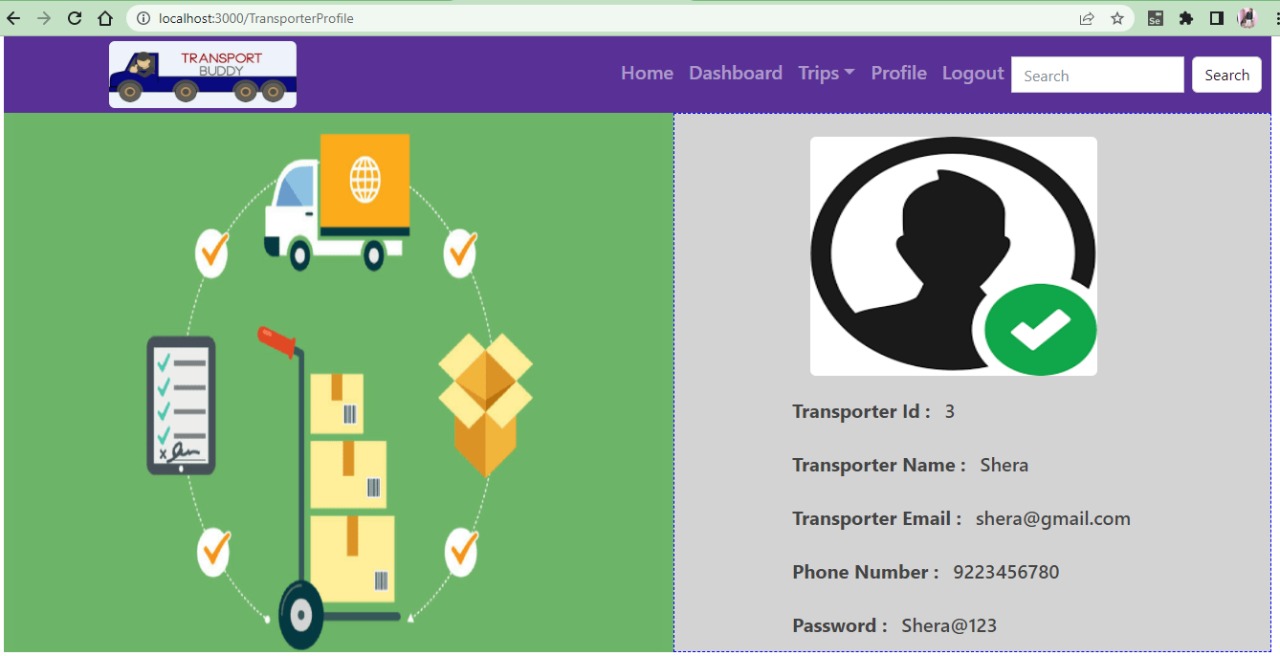 localhost:3000/TransporterProfile
Se
TRANSPORT
BUDDY
Home Dashboard Trips Profile Logout Search Search
Transporter Id : 3
Transporter Name : Shera
Transporter Email : shera@gmail.com
Phone Number : 9223456780
Password : Shera@123